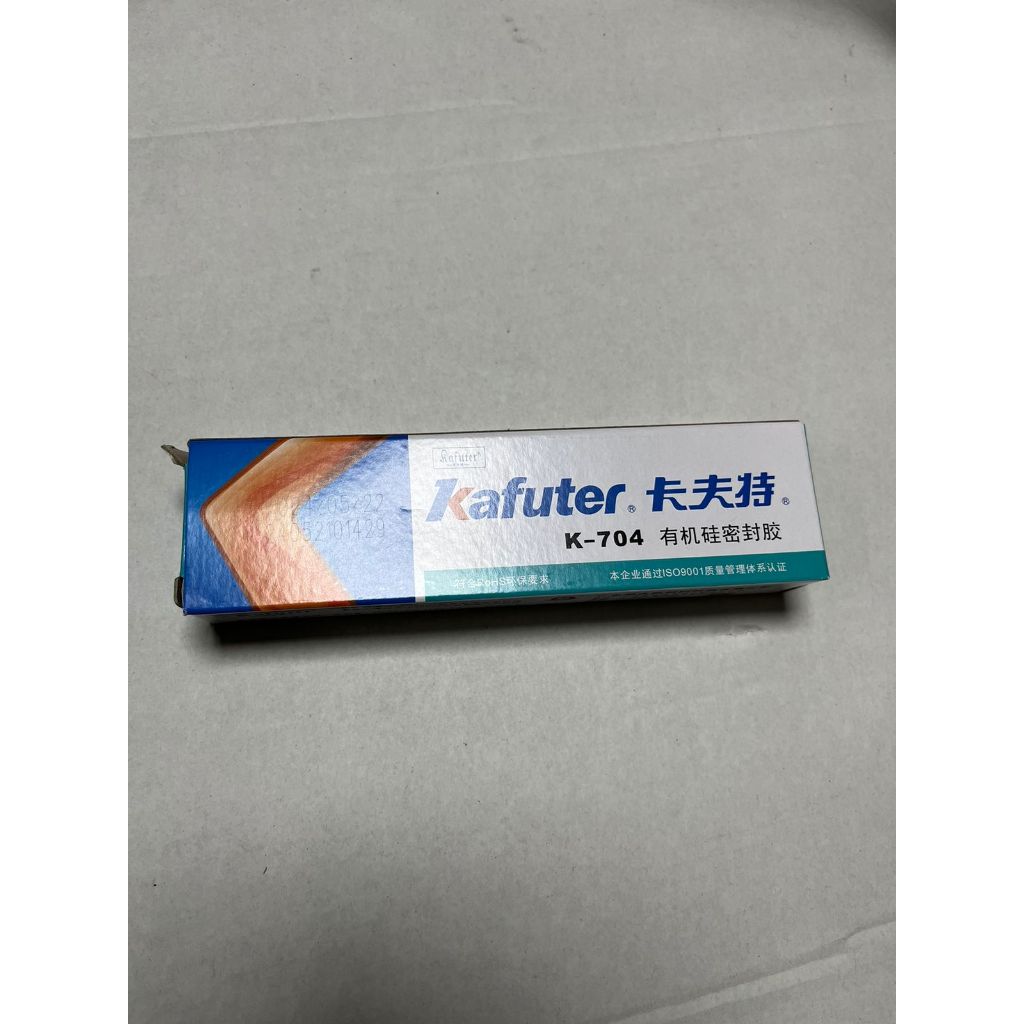 Kafuter®
Kafuter® 卡夫特®
K-704 有机硅密封胶
符合RoHS环保要求 本企业通过ISO9001质量管理体系认证